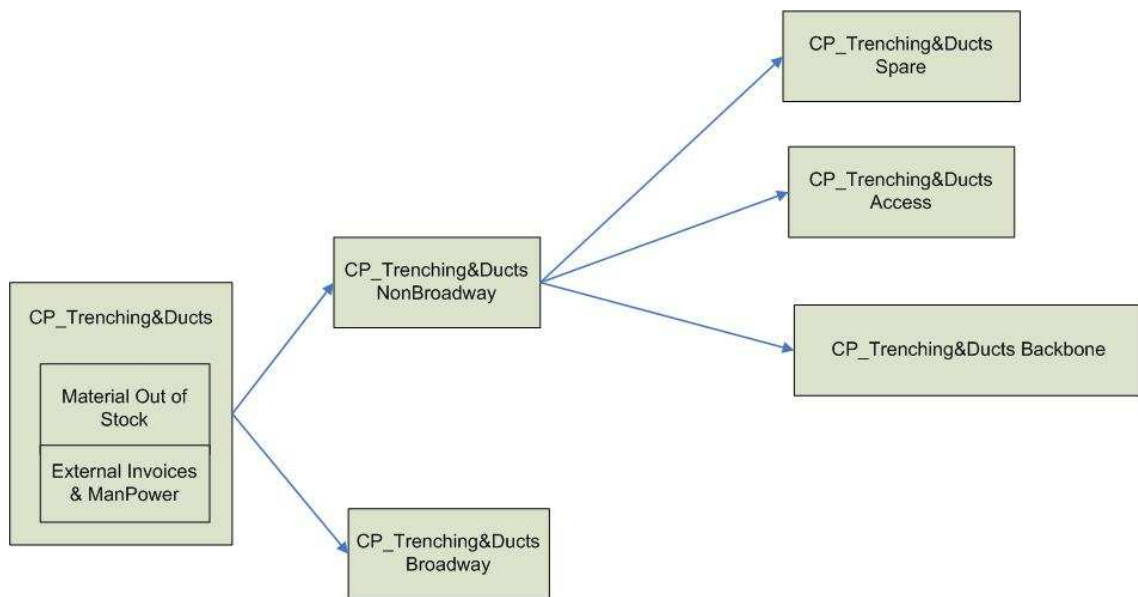 CP_Trenching&Ducts
Spare
CP_Trenching&Ducts
Access
CP_Trenching&Ducts
NonBroadway
CP_Trenching&Ducts
CP_Trenching&Ducts Backbone
Material Out of
Stock
External Invoices
& ManPower
CP_Trenching&Ducts
Broadway